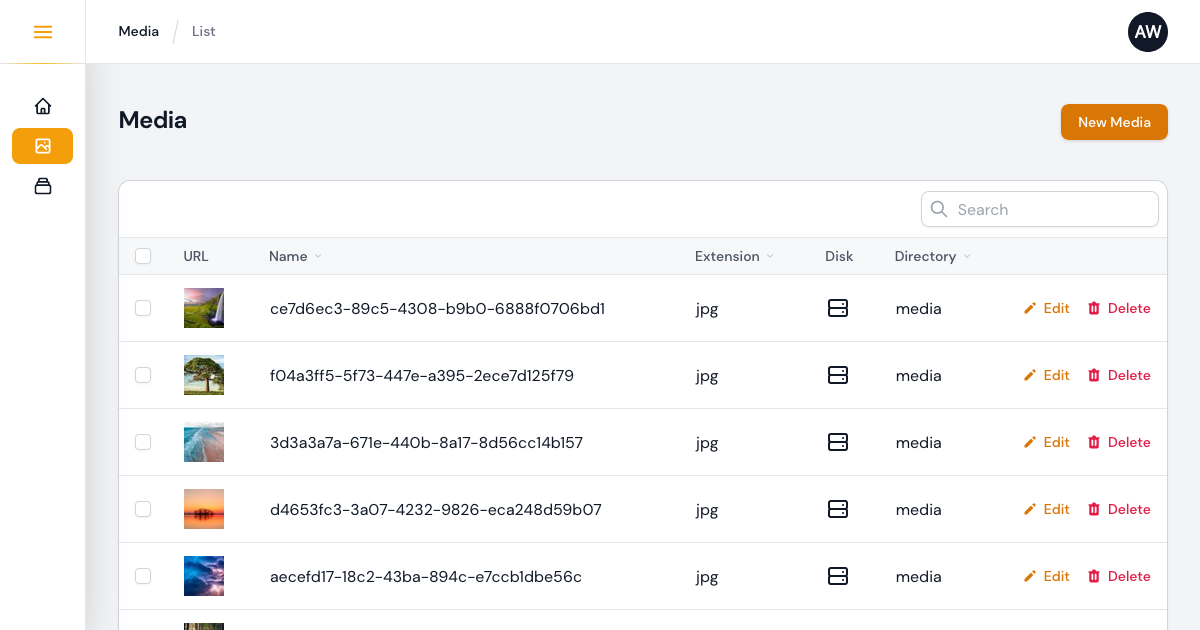 Media / List
AW
Media
New Media
Search
URL Name Extension Disk Directory
ce7d6ec3-89c5-4308-b9b0-6888f0706bd1 jpg media Edit Delete
f04a3ff5-5f73-447e-a395-2ece7d125f79 jpg media Edit Delete
3d3a3a7a-671e-440b-8a17-8d56cc14b157 jpg media Edit Delete
d4653fc3-3a07-4232-9826-eca248d59b07 jpg media Edit Delete
aecefd17-18c2-43ba-894c-e7ccb1dbe56c jpg media Edit Delete